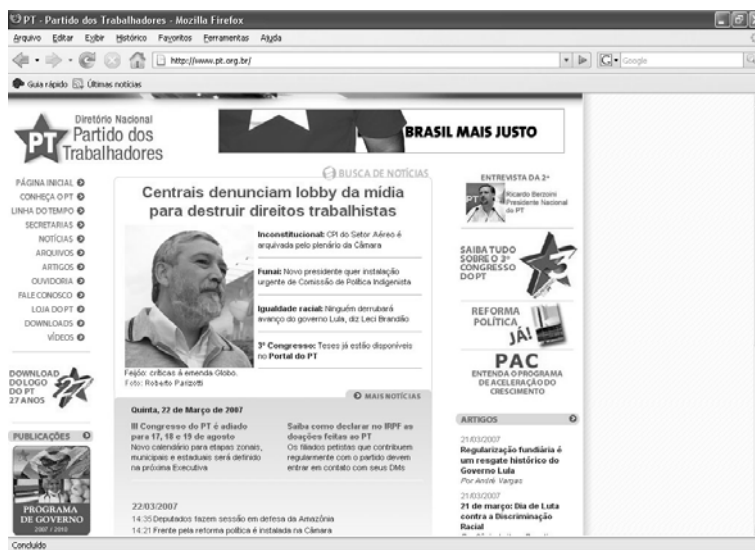 PT - Partido dos Trabalhadores - Mozilla Firefox
Arquivo Editar Exibir Histórico Favoritos Ferramentas Ajuda
http://www.pt.org.br/
Google
Guia rápido Últimas notícias
Diretório Nacional
PT Partido dos
Trabalhadores
BRASIL MAIS JUSTO
PÁGINA INICIAL
CONHEÇA O PT
LINHA DO TEMPO
SECRETARIAS
NOTÍCIAS
ARQUIVOS
ARTIGOS
OUVIDORIA
FALE CONOSCO
LOJA DO PT
DOWNLOADS
VÍDEOS
DOWNLOAD
DO LOGO
DO PT
27 ANOS
27
PUBLICAÇÕES
PROGRAMA
DE GOVERNO
2007 / 2010
BUSCA DE NOTÍCIAS
Centrais denunciam lobby da mídia
para destruir direitos trabalhistas
Inconstitucional: CPI do Setor Aéreo é
arquivada pelo plenário da Câmara
Funai: Novo presidente quer instalação
urgente de Comissão de Política Indigenista
Igualdade racial: Ninguém derrubará
avanço do governo Lula, diz Leci Brandão
3º Congresso: Teses já estão disponíveis
no Portal do PT
Feijóo: críticas à emenda Globo.
Foto: Roberto Parizotti
MAIS NOTÍCIAS
Quinta, 22 de Março de 2007
III Congresso do PT é adiado
para 17, 18 e 19 de agosto
Novo calendário para etapas zonais,
municipais e estaduais será definido
na próxima Executiva
Saiba como declarar no IRPF as
doações feitas ao PT
Os filiados petistas que contribuem
regularmente com o partido devem
entrar em contato com seus DMs
22/03/2007
14:35 Deputados fazem sessão em defesa da Amazônia
14:21 Frente pela reforma política é instalada na Câmara
ENTREVISTA DA 2ª
Ricardo Berzoini
Presidente Nacional
do PT
SAIBA TUDO
SOBRE O 3º
CONGRESSO
DO PT
REFORMA
POLÍTICA
JÁ!
PAC
ENTENDA O PROGRAMA
DE ACELERAÇÃO DO
CRESCIMENTO
ARTIGOS
21/03/2007
Regularização fundiária é
um resgate histórico do
Governo Lula
Por André Vargas
21/03/2007
21 de março: Dia de Luta
contra a Discriminação
Racial
Concluído